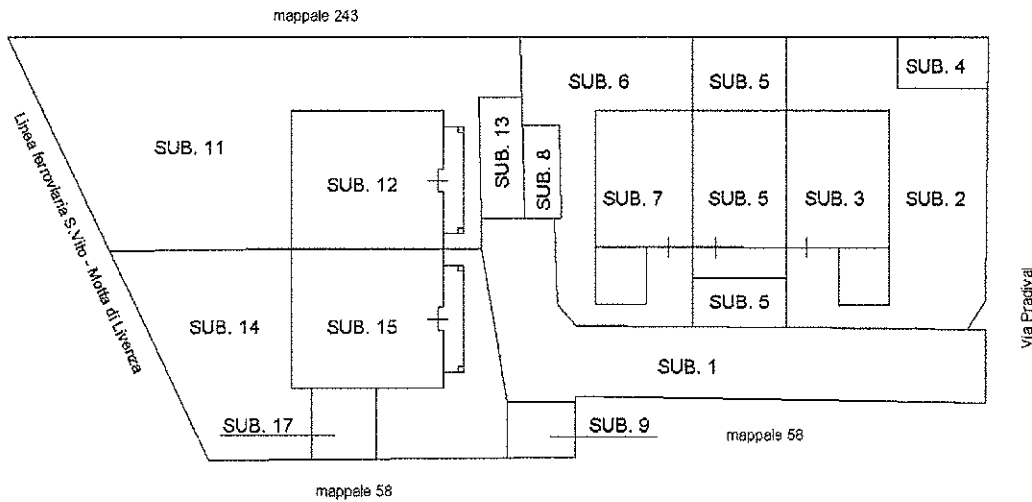 mappale 243
SUB. 4
SUB. 6
SUB. 5
SUB. 11
SUB. 13
SUB. 8
SUB. 12
SUB. 7
SUB. 5
SUB. 3
SUB. 2
Linea ferroviaria S.Vito - Motta di Livenza
Via Pradival
SUB. 5
SUB. 14
SUB. 15
SUB. 1
SUB. 17
SUB. 9
mappale 58
mappale 58